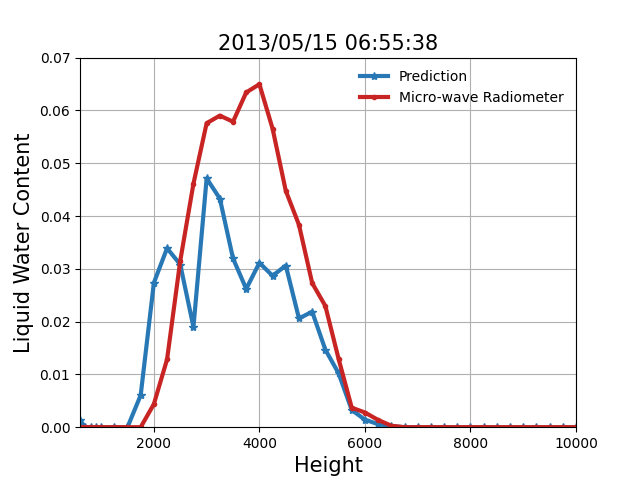 2013/05/15 06:55:38
0.07
0.06
0.05
0.04
0.03
0.02
0.01
0.00
Liquid Water Content
Prediction
Micro-wave Radiometer
2000 4000 6000 8000 10000
Height